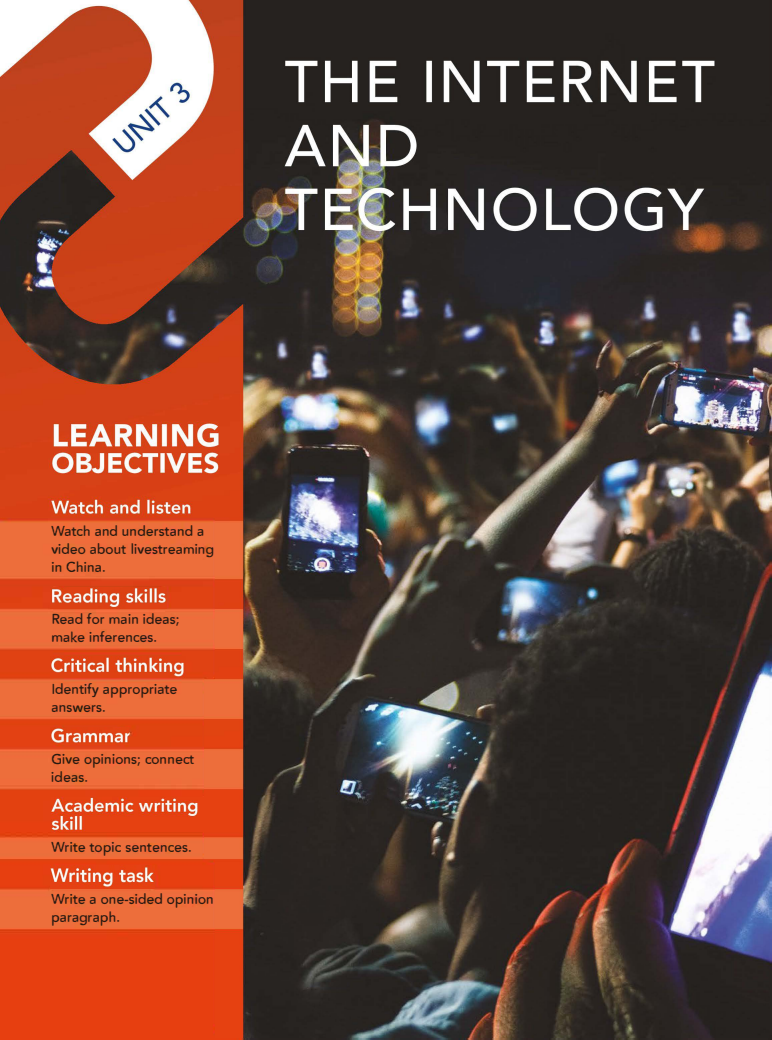 UNIT 3
THE INTERNET
AND
TECHNOLOGY
LEARNING
OBJECTIVES
Watch and listen
Watch and understand a
video about livestreaming
in China.
Reading skills
Read for main ideas;
make inferences.
Critical thinking
Identify appropriate
answers.
Grammar
Give opinions; connect
ideas.
Academic writing
skill
Write topic sentences.
Writing task
Write a one-sided opinion
paragraph.